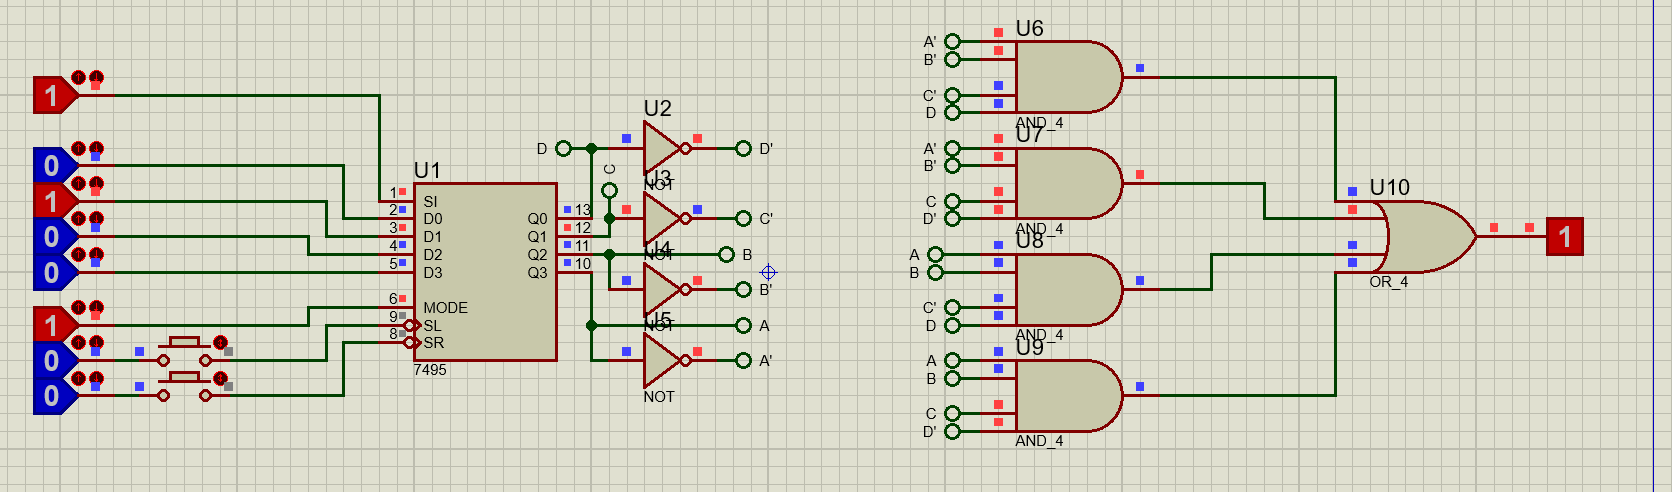 1
0
1
0
0
1
0
0
U1
1 SI
2 D0
3 D1
4 D2
5 D3
6 MODE
9 SL
8 SR
Q0 13
Q1 12
Q2 11
Q3 10
7495
D
U2
NOT
D'
C
U3
NOT
C'
B
U4
NOT
B'
A
U5
NOT
A'
U6
A'
B'
C'
D
AND_4
U7
A'
B'
C
D'
AND_4
U8
A
B
C'
D
AND_4
U9
A
B
C
D'
AND_4
U10
OR_4
1